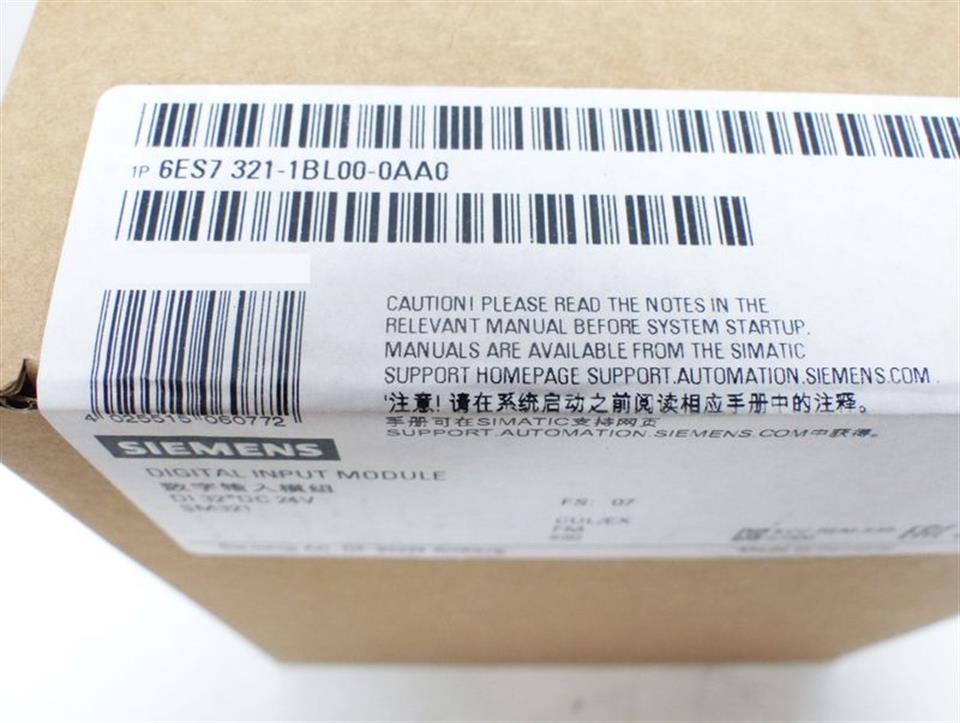 1P 6ES7 321-1BL00-0AA0
CAUTION! PLEASE READ THE NOTES IN THE
RELEVANT MANUAL BEFORE SYSTEM STARTUP.
MANUALS ARE AVAILABLE FROM THE SIMATIC
SUPPORT HOMEPAGE SUPPORT.AUTOMATION.SIEMENS.COM.
注意! 请在系统启动之前阅读相应手册中的注释。
手册可在SIMATIC支持网页
SUPPORT.AUTOMATION.SIEMENS.COM中获得。
4 025515 060772
SIEMENS
DIGITAL INPUT MODULE
数字输入模组
DI 32*DC 24V
SM321
FS: 07
CUL/EX
FM